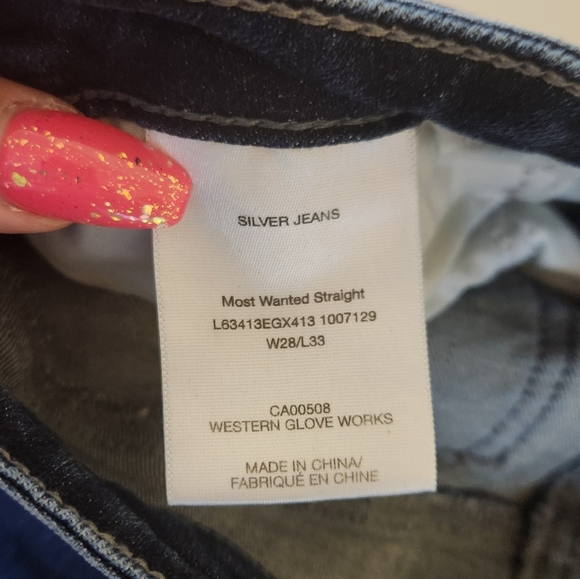 SILVER JEANS
Most Wanted Straight
L63413EGX413 1007129
W28/L33
CA00508
WESTERN GLOVE WORKS
MADE IN CHINA/
FABRIQUÉ EN CHINE